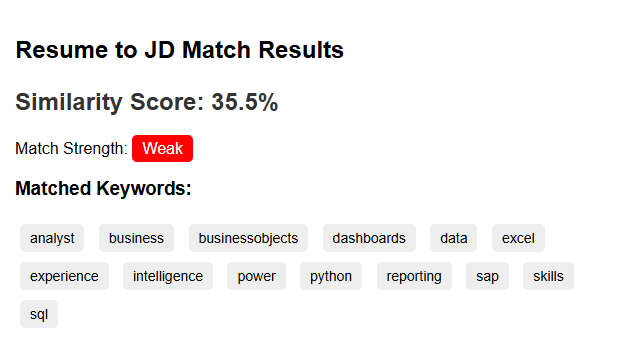 Resume to JD Match Results
Similarity Score: 35.5%
Match Strength: Weak
Matched Keywords:
analyst business businessobjects dashboards data excel
experience intelligence power python reporting sap skills
sql